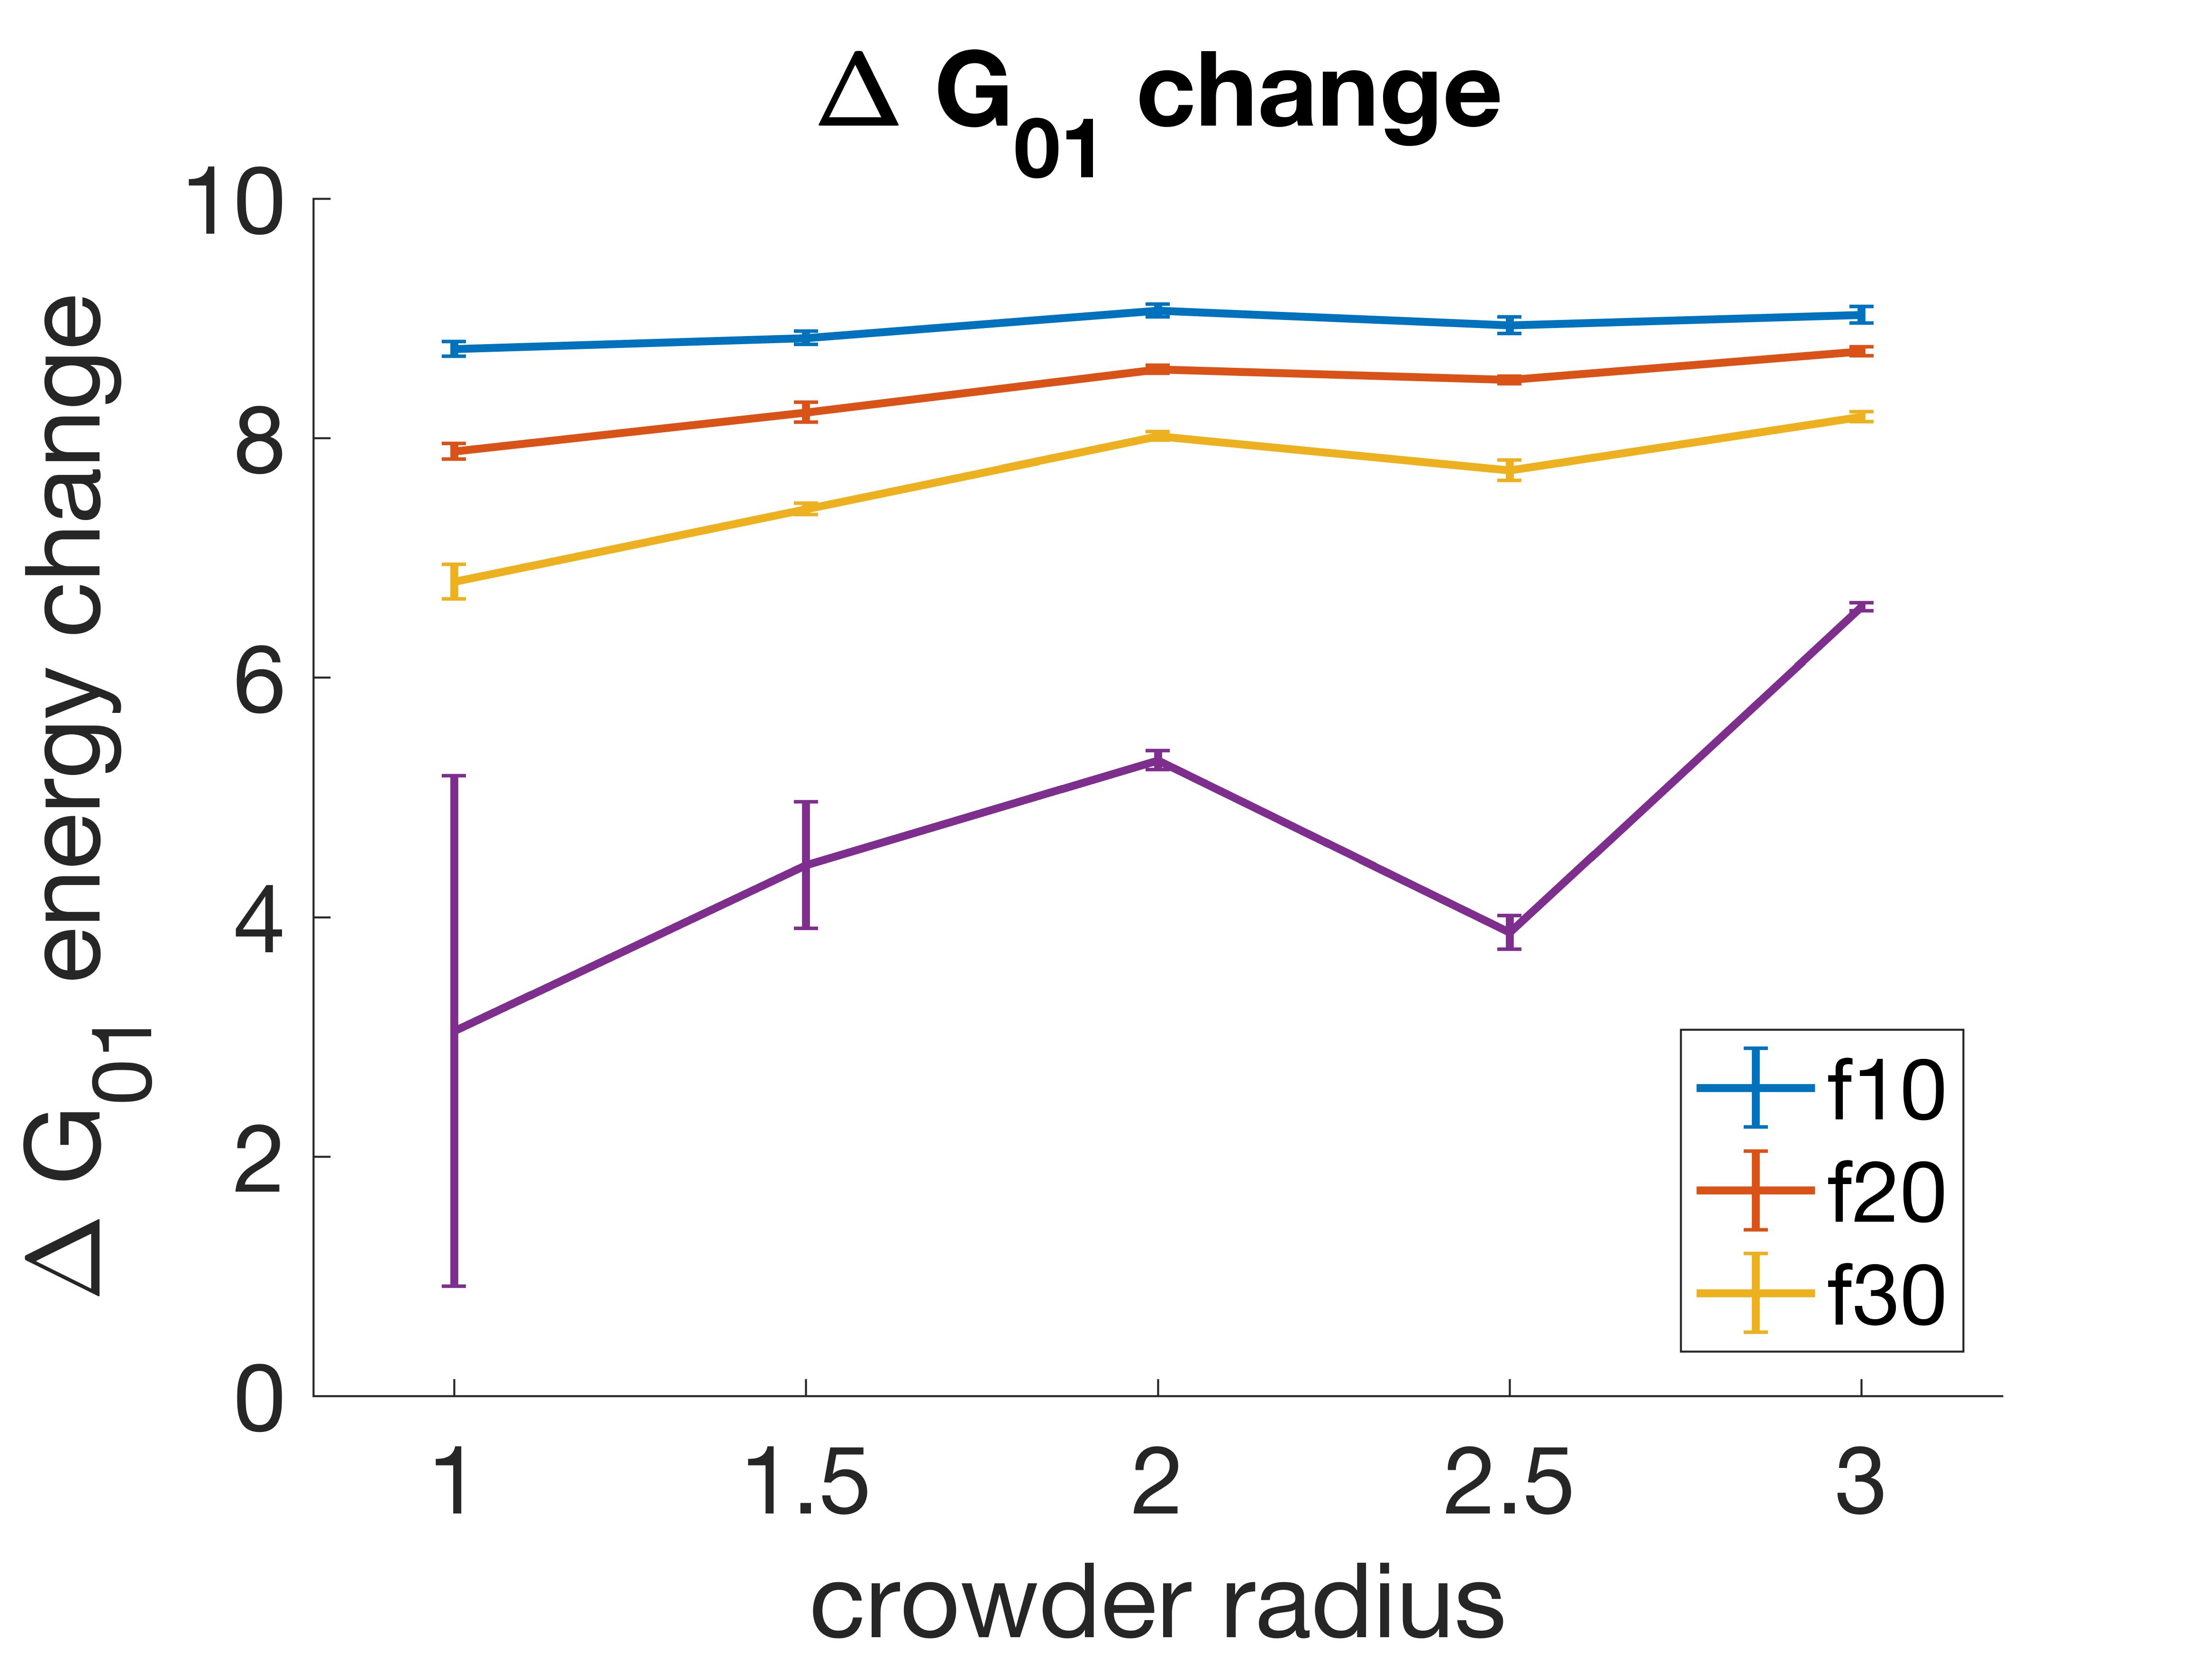 Δ G01 change
Δ G01 energy change
10
8
6
4
2
0
1 1.5 2 2.5 3
crowder radius
f10
f20
f30